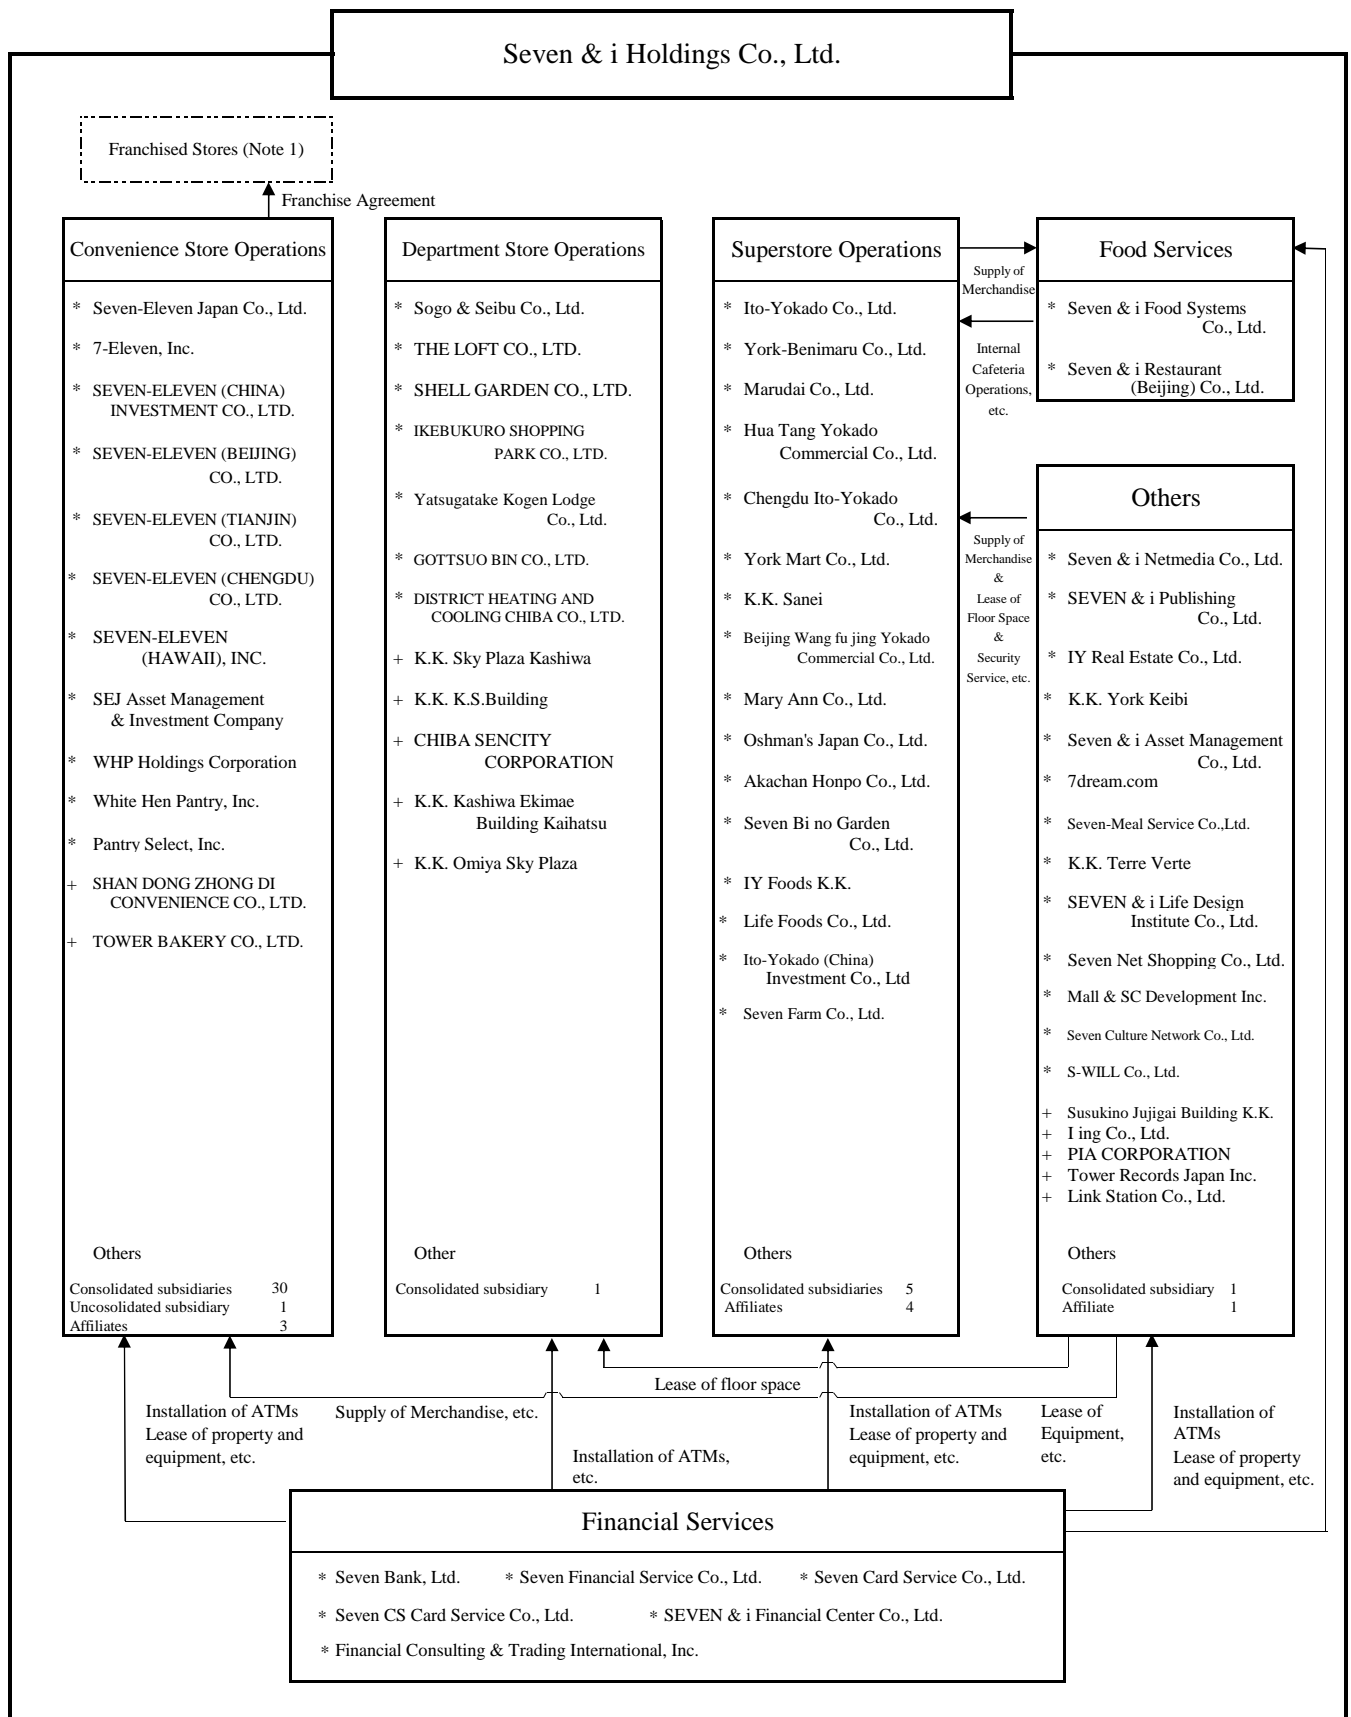 Seven & i Holdings Co., Ltd.
Franchised Stores (Note 1)
Franchise Agreement
Convenience Store Operations
* Seven-Eleven Japan Co., Ltd.
* 7-Eleven, Inc.
* SEVEN-ELEVEN (CHINA)
INVESTMENT CO., LTD.
* SEVEN-ELEVEN (BEIJING)
CO., LTD.
* SEVEN-ELEVEN (TIANJIN)
CO., LTD.
* SEVEN-ELEVEN (CHENGDU)
CO., LTD.
* SEVEN-ELEVEN
(HAWAII), INC.
* SEJ Asset Management
& Investment Company
* WHP Holdings Corporation
* White Hen Pantry, Inc.
* Pantry Select, Inc.
+ SHAN DONG ZHONG DI
CONVENIENCE CO., LTD.
+ TOWER BAKERY CO., LTD.
Others
Consolidated subsidiaries 30
Uncosolidated subsidiary 1
Affiliates 3
Department Store Operations
* Sogo & Seibu Co., Ltd.
* THE LOFT CO., LTD.
* SHELL GARDEN CO., LTD.
* IKEBUKURO SHOPPING
PARK CO., LTD.
* Yatsugatake Kogen Lodge
Co., Ltd.
* GOTTSUO BIN CO., LTD.
* DISTRICT HEATING AND
COOLING CHIBA CO., LTD.
+ K.K. Sky Plaza Kashiwa
+ K.K. K.S.Building
+ CHIBA SENCITY
CORPORATION
+ K.K. Kashiwa Ekimae
Building Kaihatsu
+ K.K. Omiya Sky Plaza
Other
Consolidated subsidiary 1
Superstore Operations
* Ito-Yokado Co., Ltd.
* York-Benimaru Co., Ltd.
* Marudai Co., Ltd.
* Hua Tang Yokado
Commercial Co., Ltd.
* Chengdu Ito-Yokado
Co., Ltd.
* York Mart Co., Ltd.
* K.K. Sanei
* Beijing Wang fu jing Yokado
Commercial Co., Ltd.
* Mary Ann Co., Ltd.
* Oshman's Japan Co., Ltd.
* Akachan Honpo Co., Ltd.
* Seven Bi no Garden
Co., Ltd.
* IY Foods K.K.
* Life Foods Co., Ltd.
* Ito-Yokado (China)
Investment Co., Ltd
* Seven Farm Co., Ltd.
Others
Consolidated subsidiaries 5
Affiliates 4
Supply of
Merchandise
Internal
Cafeteria
Operations,
etc.
Supply of
Merchandise
&
Lease of
Floor Space
&
Security
Service, etc.
Food Services
* Seven & i Food Systems
Co., Ltd.
* Seven & i Restaurant
(Beijing) Co., Ltd.
Others
* Seven & i Netmedia Co., Ltd.
* SEVEN & i Publishing
Co., Ltd.
* IY Real Estate Co., Ltd.
* K.K. York Keibi
* Seven & i Asset Management
Co., Ltd.
* 7dream.com
* Seven-Meal Service Co.,Ltd.
* K.K. Terre Verte
* SEVEN & i Life Design
Institute Co., Ltd.
* Seven Net Shopping Co., Ltd.
* Mall & SC Development Inc.
* Seven Culture Network Co., Ltd.
* S-WILL Co., Ltd.
+ Susukino Jujigai Building K.K.
+ I ing Co., Ltd.
+ PIA CORPORATION
+ Tower Records Japan Inc.
+ Link Station Co., Ltd.
Others
Consolidated subsidiary 1
Affiliate 1
Lease of floor space
Installation of ATMs
Lease of property and
equipment, etc.
Supply of Merchandise, etc.
Installation of ATMs,
etc.
Installation of ATMs
Lease of property and
equipment, etc.
Lease of
Equipment,
etc.
Installation of
ATMs
Lease of property
and equipment, etc.
Financial Services
* Seven Bank, Ltd. * Seven Financial Service Co., Ltd. * Seven Card Service Co., Ltd.
* Seven CS Card Service Co., Ltd. * SEVEN & i Financial Center Co., Ltd.
* Financial Consulting & Trading International, Inc.